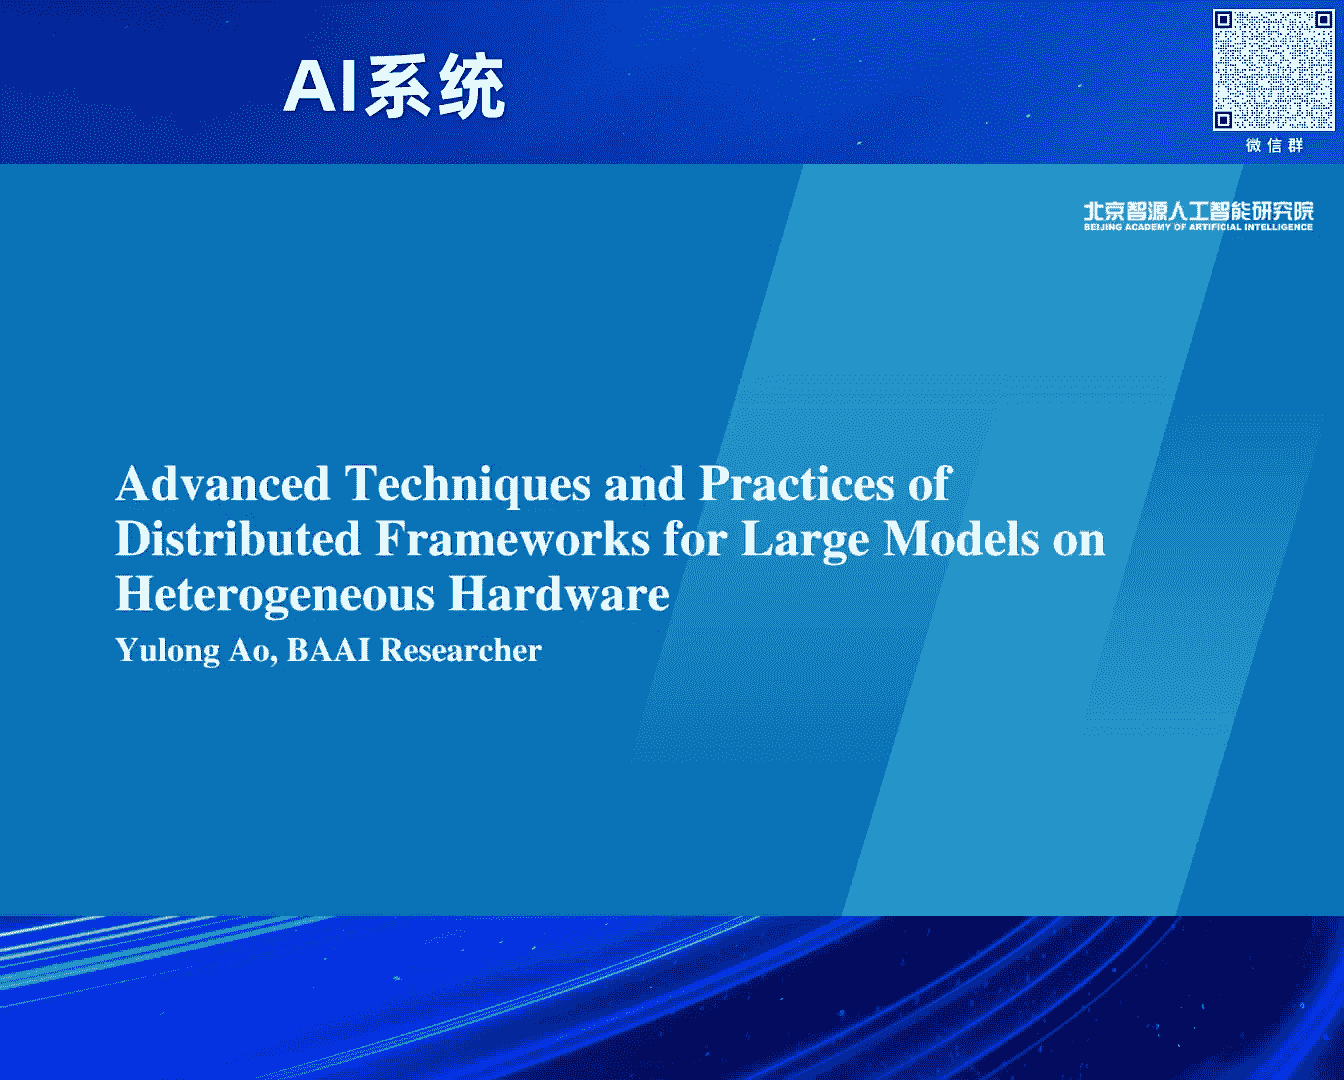 AI系统
微信群
北京智源人工智能研究院
BEIJING ACADEMY OF ARTIFICIAL INTELLIGENCE
Advanced Techniques and Practices of
Distributed Frameworks for Large Models on
Heterogeneous Hardware
Yulong Ao, BAAI Researcher